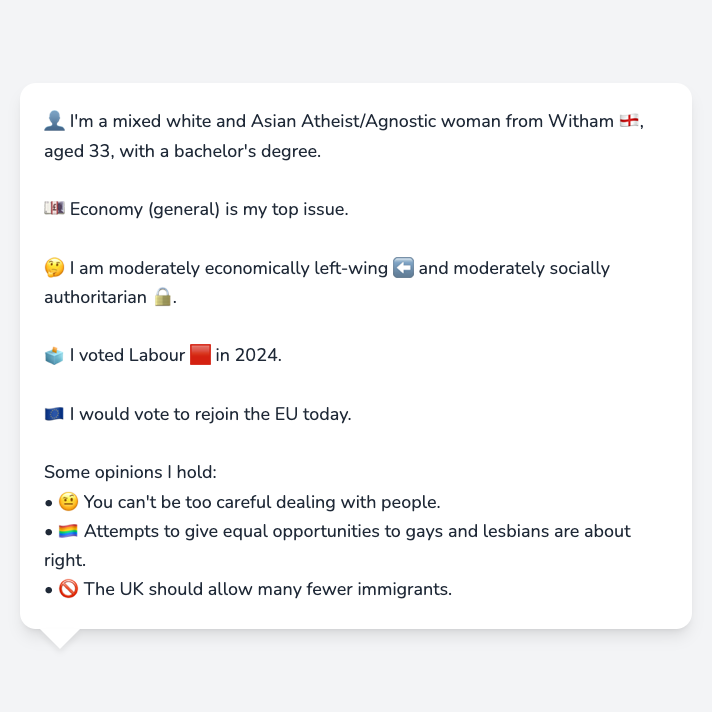 👤 I'm a mixed white and Asian Atheist/Agnostic woman from Witham 🏴󠁧󠁢󠁥󠁮󠁧󠁿,
aged 33, with a bachelor's degree.
💷 Economy (general) is my top issue.
🤔 I am moderately economically left-wing ⬅️ and moderately socially
authoritarian 🔒.
🗳️ I voted Labour 🟥 in 2024.
🇪🇺 I would vote to rejoin the EU today.
Some opinions I hold:
• 🤨 You can't be too careful dealing with people.
• 🏳️‍🌈 Attempts to give equal opportunities to gays and lesbians are about
right.
• 🚫 The UK should allow many fewer immigrants.